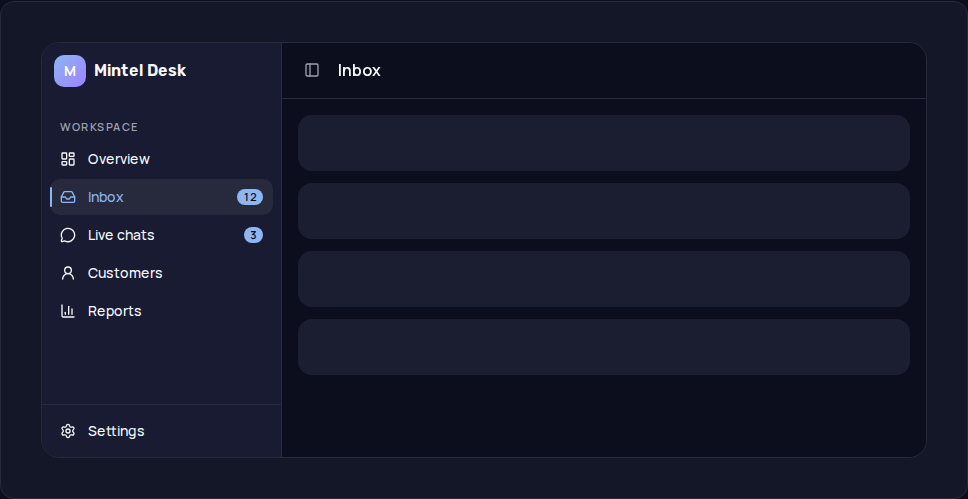 M
Mintel Desk
Inbox
WORKSPACE
Overview
Inbox
12
Live chats
3
Customers
Reports
Settings